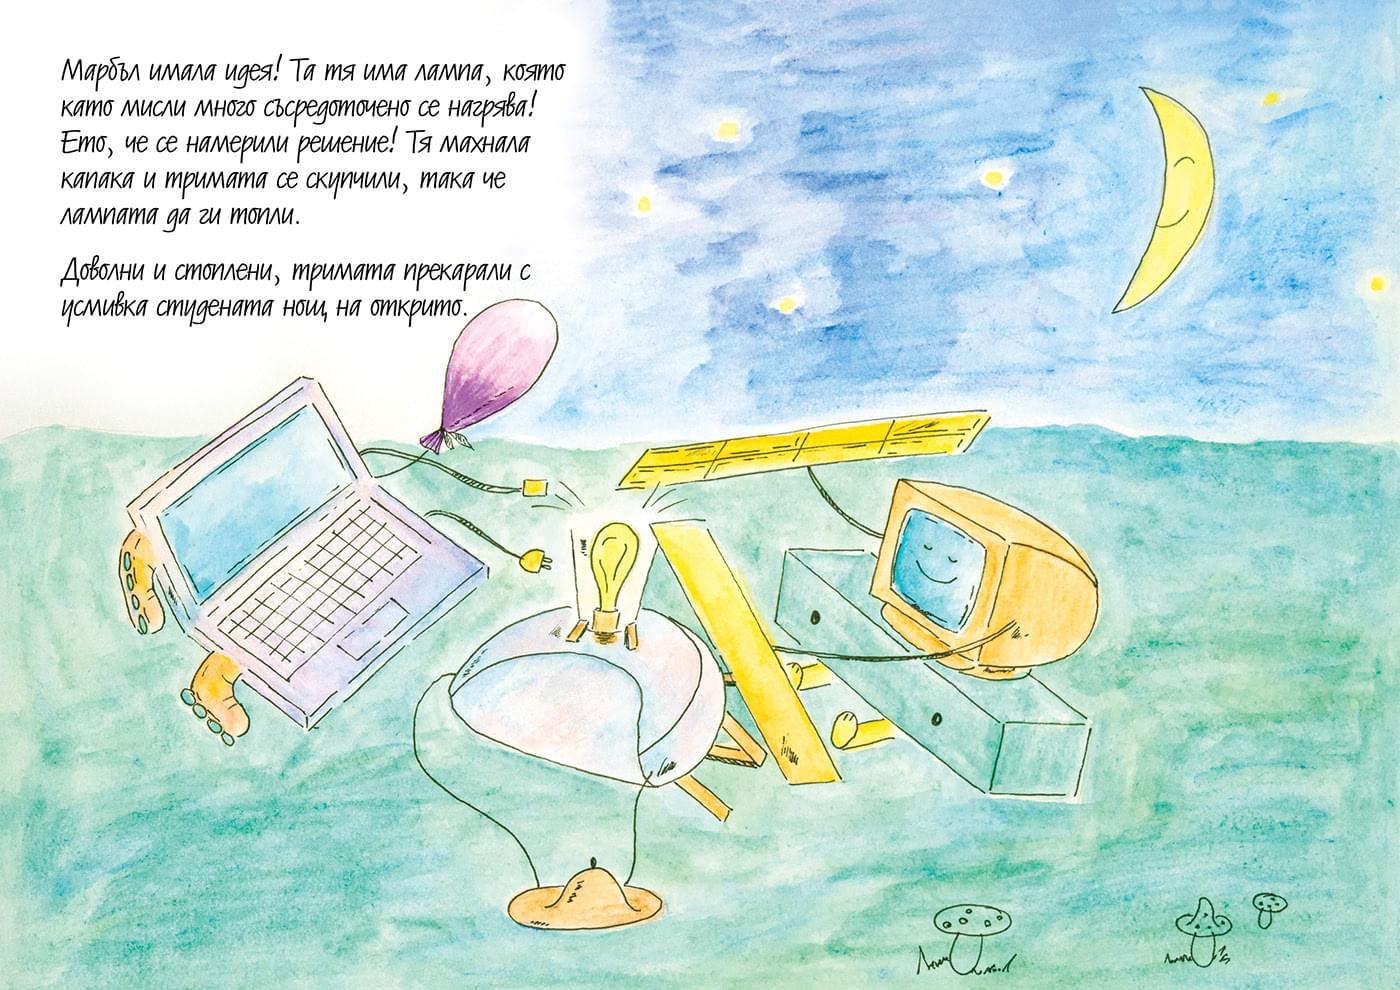 Марбъл имала идея! Та тя има лампа, която
като мисли много съсредоточено се нагрява!
Ето, че се намерили решение! Тя махнала
капака и тримата се скупчили, така че
лампата да ги топли.
Доволни и стоплени, тримата прекарали с
усмивка студената нощ на открито.